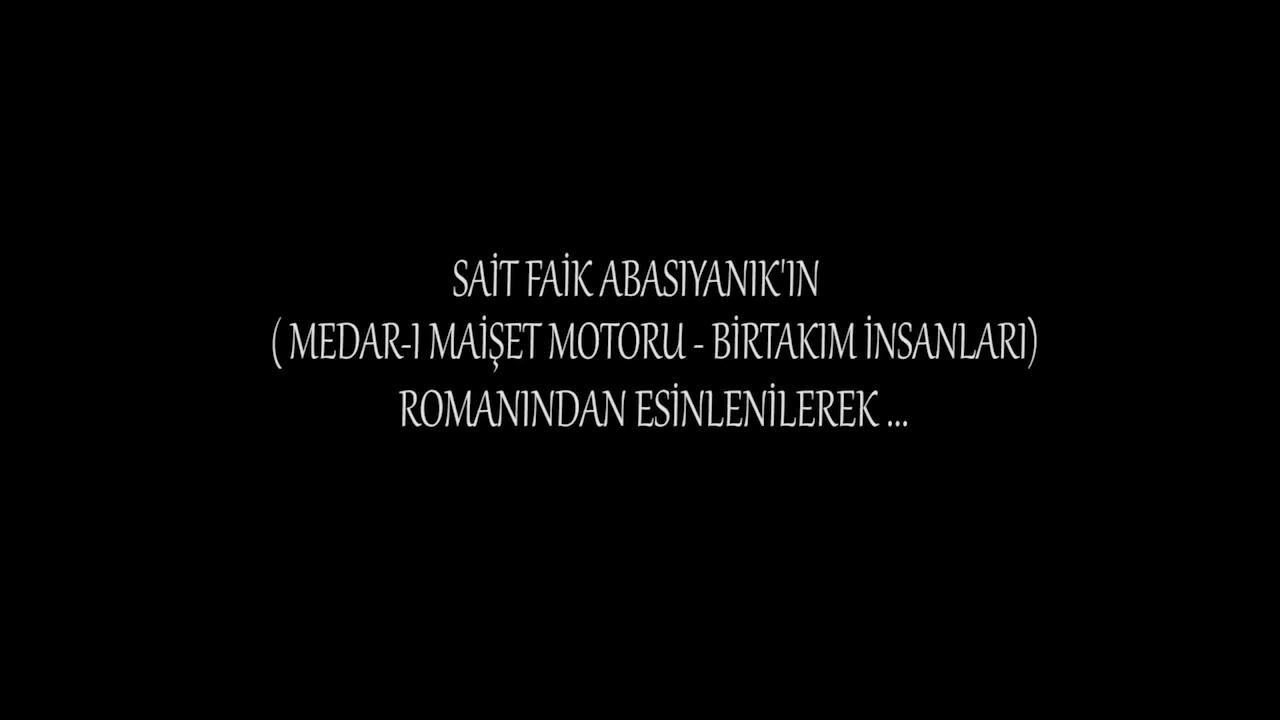 SAİT FAİK ABASIYANIK'IN
( MEDAR-I MAİŞET MOTORU - BİRTAKIM İNSANLARI)
ROMANINDAN ESİNLENİLEREK ...